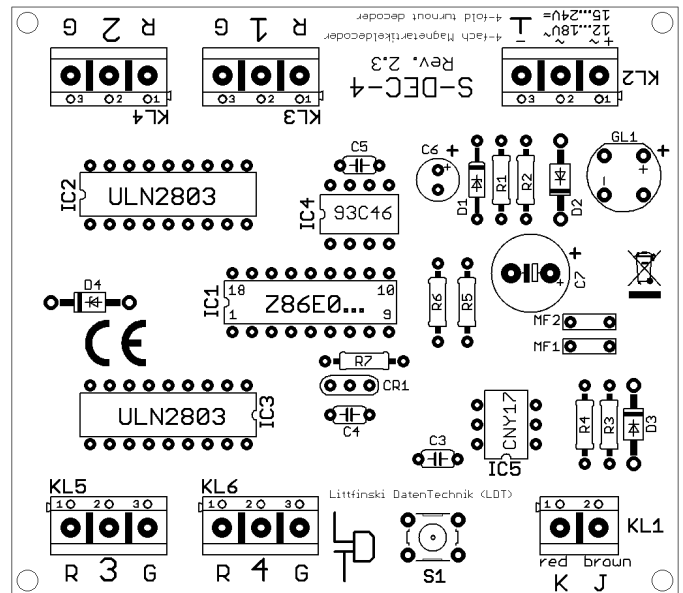 G 2 R
G 1 R
4-fold turnout decoder
4-fach Magnetartikeldecoder
15...24V=
12...18V~
- ~ ~ +
KL2
Rev. 2.3
S-DEC-4
3 2 1
KL4
3 2 1
KL3
C5
C6
+
+
GL1
+
-
+
IC2
ULN2803
IC4
93C46
D1
R1
R2
D2
D4
IC1
18
10
Z86E0...
1
9
R6
R5
C7
+
+
MF2
MF1
CE
R7
CR1
ULN2803
IC3
C4
C3
CNY17
IC5
R4
R3
D3
KL5
1 2 3
KL6
1 2 3
Littfinski DatenTechnik (LDT)
1 2
KL1
S1
red brown
R 3 G
R 4 G
K J